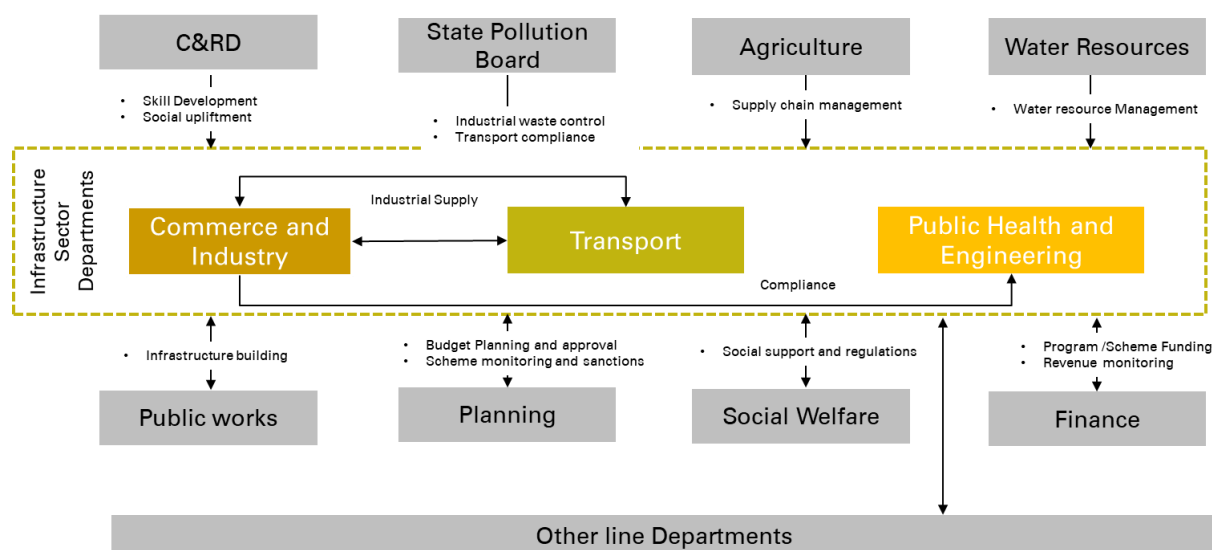 C&RD
State Pollution
Board
Agriculture
Water Resources
• Skill Development
• Social upliftment
• Industrial waste control
• Transport compliance
• Supply chain management
• Water resource Management
Infrastructure
Sector
Departments
Industrial Supply
Commerce and
Industry
Transport
Public Health and
Engineering
Compliance
• Infrastructure building
• Budget Planning and approval
• Scheme monitoring and sanctions
• Social support and regulations
• Program /Scheme Funding
• Revenue monitoring
Public works
Planning
Social Welfare
Finance
Other line Departments